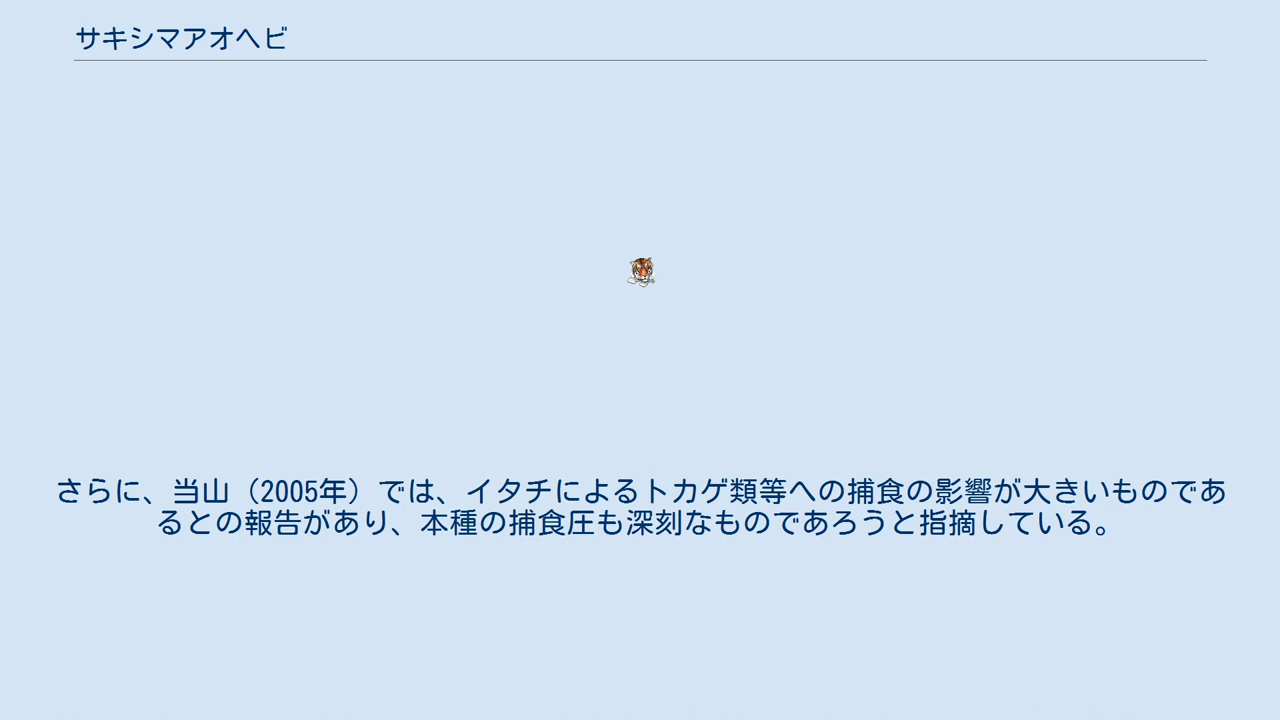 サキシマアオヘビ
さらに、当山（2005年）では、イタチによるトカゲ類等への捕食の影響が大きいものであ
るとの報告があり、本種の捕食圧も深刻なものであろうと指摘している。